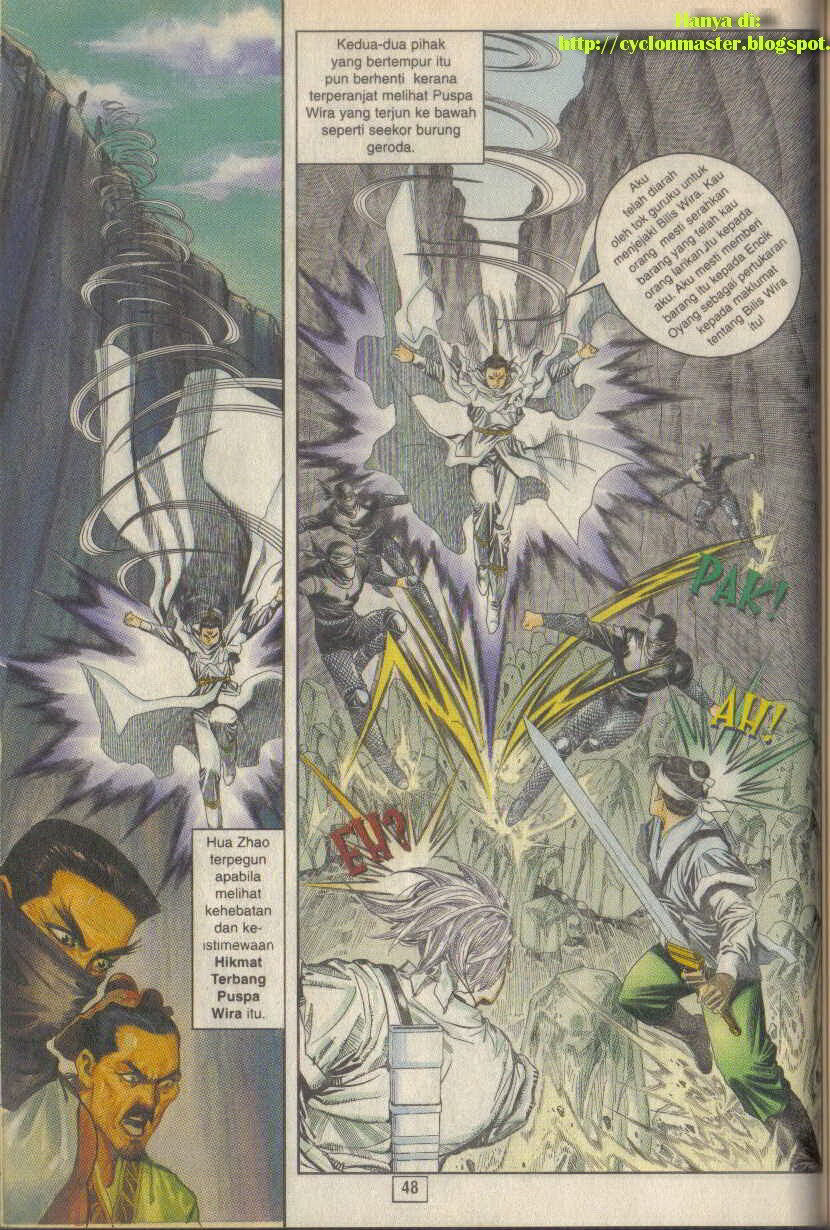 Hanya di:
http://cyclonmaster.blogspot.
Kedua-dua pihak
yang bertempur itu
pun berhenti kerana
terperanjat melihat Puspa
Wira yang terjun ke bawah
seperti seekor burung
geroda.
Aku
telah diarah
oleh tok guruku untuk
menjejaki Bilis Wira. Kau
orang mesti serahkan
barang yang telah kau
orang larikan itu kepada
aku. Aku mesti memberi
barang itu kepada Encik
Oyang sebagai pertukaran
kepada maklumat
tentang Bilis Wira
itu!
PAK!
AH!
EH?
Hua Zhao
terpegun
apabila
melihat
kehebatan
dan ke-
istimewaan
Hikmat
Terbang
Puspa
Wira itu.
48